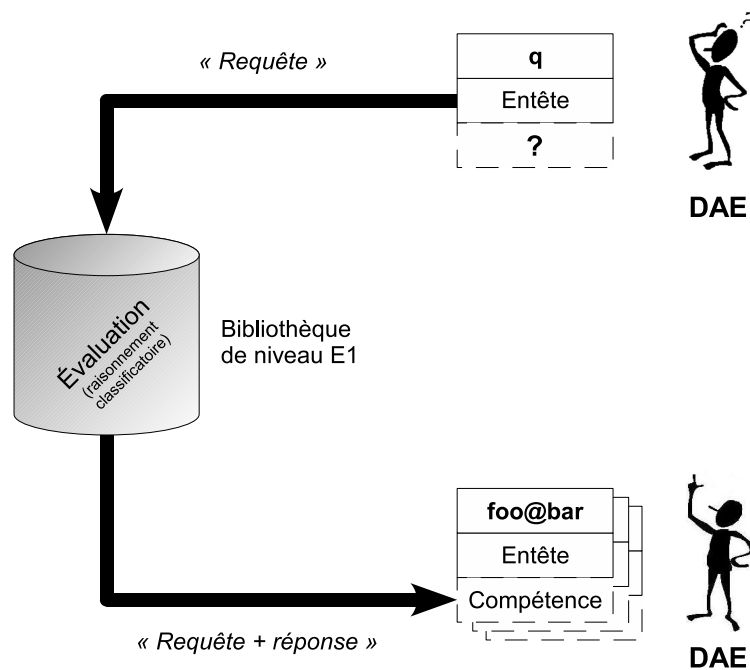 « Requête »
q
Entête
?
?
DAE
Évaluation
(raisonnement
classificatoire)
Bibliothèque
de niveau E1
foo@bar
Entête
Compétence
« Requête + réponse »
DAE